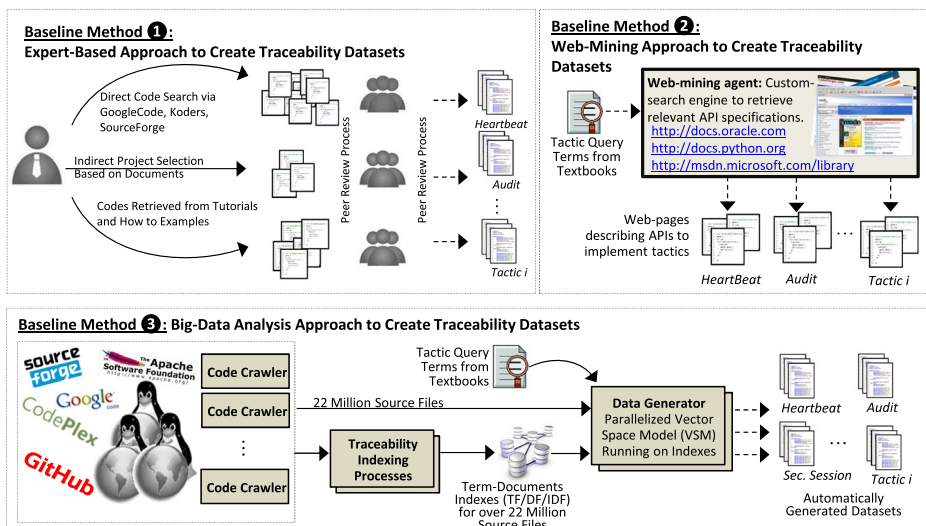 Baseline Method ❶:
Expert-Based Approach to Create Traceability Datasets
Direct Code Search via
GoogleCode, Koders,
SourceForge
Indirect Project Selection
Based on Documents
Codes Retrieved from Tutorials
and How to Examples
Peer Review Process
Peer Review Process
Heartbeat
Audit
Tactic i
Baseline Method ❷:
Web-Mining Approach to Create Traceability
Datasets
Tactic Query
Terms from
Textbooks
Web-mining agent: Custom-
search engine to retrieve
relevant API specifications.
http://docs.oracle.com
http://docs.python.org
http://msdn.microsoft.com/library
msdn
Web-pages
describing APIs to
implement tactics
HeartBeat
Audit
...
Tactic i
Baseline Method ❸: Big-Data Analysis Approach to Create Traceability Datasets
source
forge
The Apache
Software Foundation
http://www.apache.org/
Google
code
CodePlex
GitHub
Code Crawler
Code Crawler
Code Crawler
22 Million Source Files
Tactic Query
Terms from
Textbooks
Traceability
Indexing
Processes
Term-Documents
Indexes (TF/DF/IDF)
for over 22 Million
Source Files
Data Generator
Parallelized Vector
Space Model (VSM)
Running on Indexes
Heartbeat
Audit
Sec. Session
...
Tactic i
Automatically
Generated Datasets